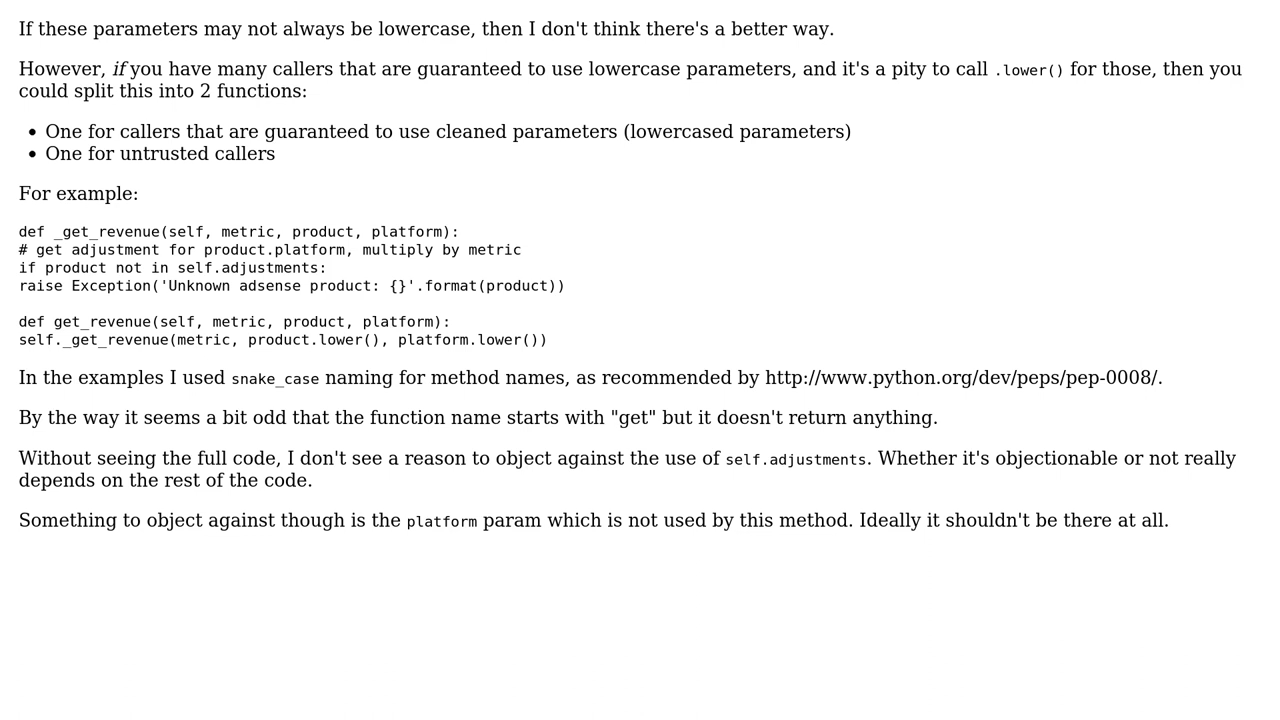 If these parameters may not always be lowercase, then I don't think there's a better way.
However, if you have many callers that are guaranteed to use lowercase parameters, and it's a pity to call .lower() for those, then you
could split this into 2 functions:
• One for callers that are guaranteed to use cleaned parameters (lowercased parameters)
• One for untrusted callers
For example:
def _get_revenue(self, metric, product, platform):
# get adjustment for product.platform, multiply by metric
if product not in self.adjustments:
raise Exception('Unknown adsense product: {}'.format(product))
def get_revenue(self, metric, product, platform):
self._get_revenue(metric, product.lower(), platform.lower())
In the examples I used snake_case naming for method names, as recommended by http://www.python.org/dev/peps/pep-0008/.
By the way it seems a bit odd that the function name starts with "get" but it doesn't return anything.
Without seeing the full code, I don't see a reason to object against the use of self.adjustments. Whether it's objectionable or not really
depends on the rest of the code.
Something to object against though is the platform param which is not used by this method. Ideally it shouldn't be there at all.